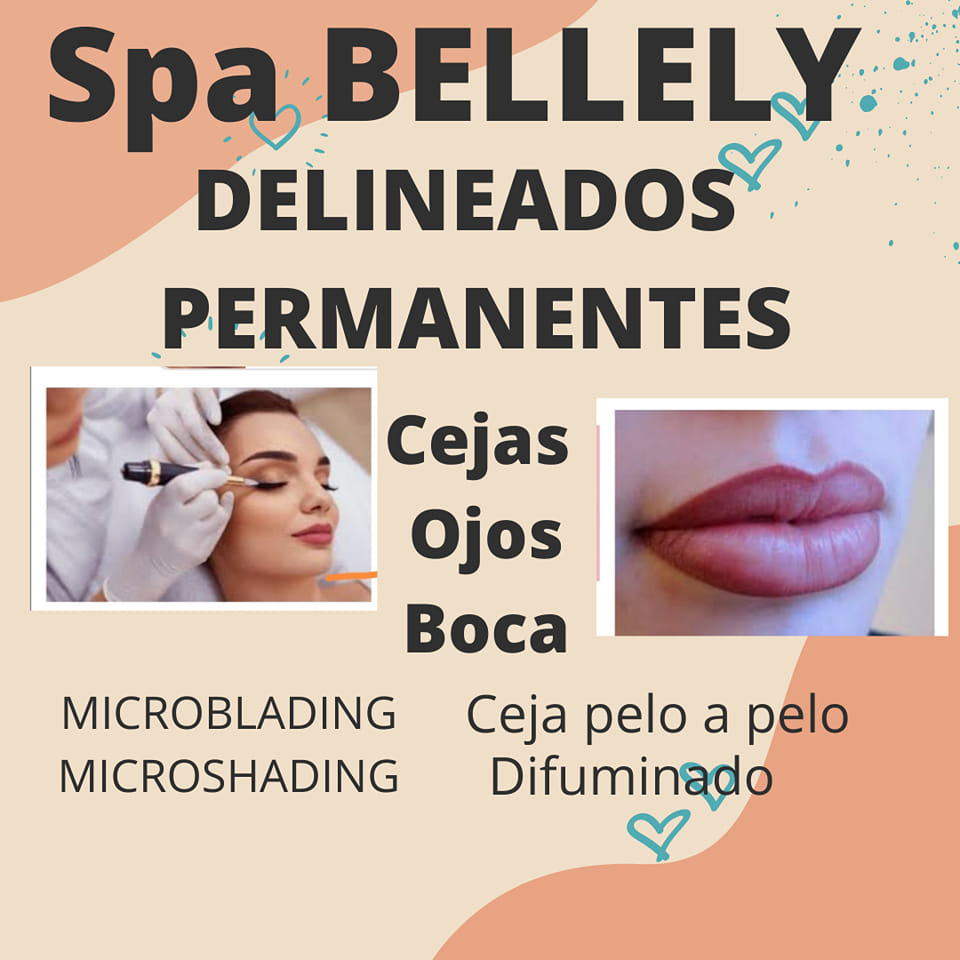 Spa BELLELY
DELINEADOS
PERMANENTES
Cejas
Ojos
Boca
MICROBLADING
MICROSHADING
Ceja pelo a pelo
Difuminado